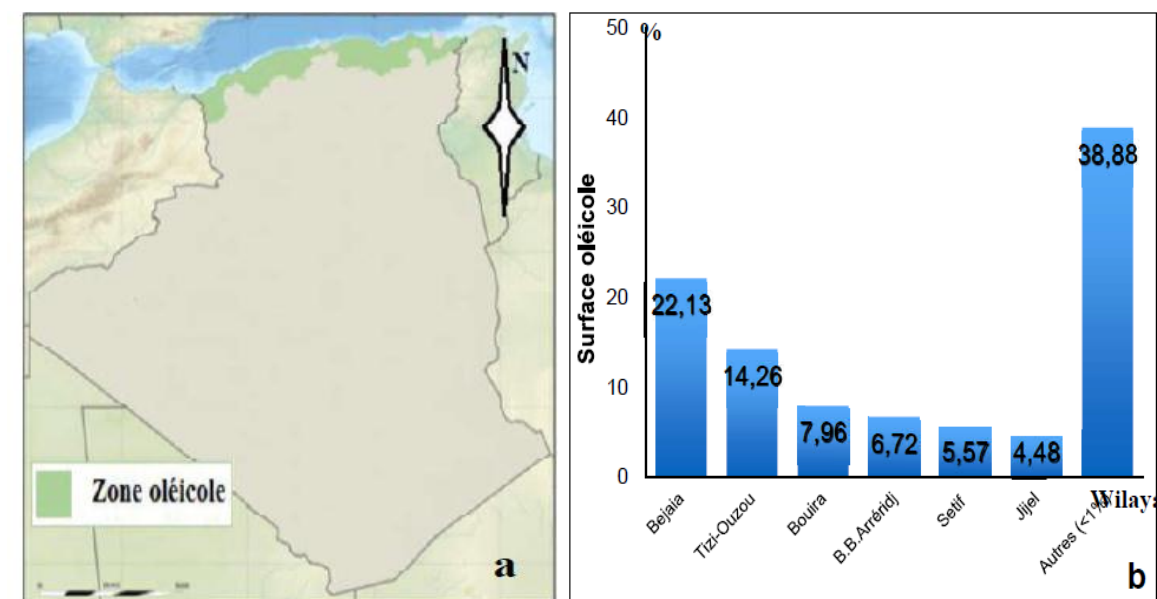 N
Zone oléicole
a
%
Surface oléicole
50
40
30
20
10
0
22,13
14,26
7,96
6,72
5,57
4,48
38,88
Bejaia
Tizi-Ouzou
Bouira
B.B.Arréridj
Setif
Jijel
Autres (<1%)
Wilaya
b